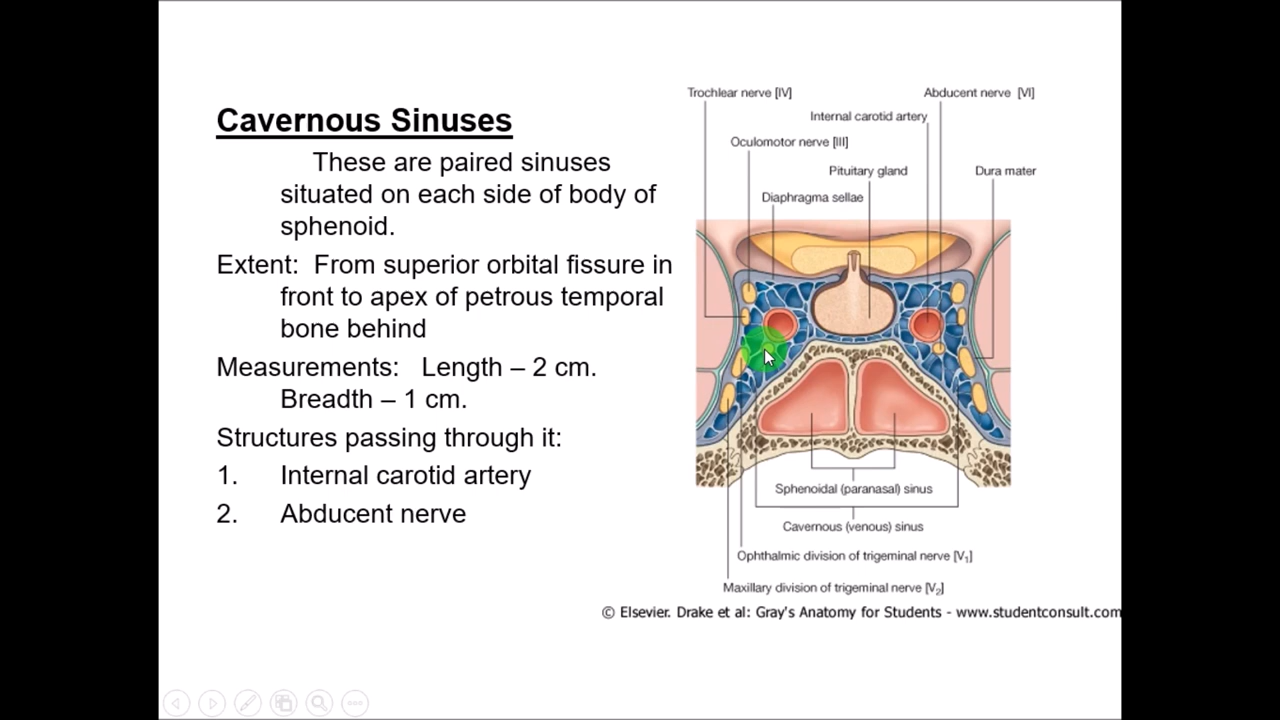 Cavernous Sinuses
These are paired sinuses
situated on each side of body of
sphenoid.
Extent: From superior orbital fissure in
front to apex of petrous temporal
bone behind
Measurements: Length – 2 cm.
Breadth – 1 cm.
Structures passing through it:
1. Internal carotid artery
2. Abducent nerve
Trochlear nerve [IV]
Abducent nerve [VI]
Internal carotid artery
Oculomotor nerve [III]
Pituitary gland
Dura mater
Diaphragma sellae
Sphenoidal (paranasal) sinus
Cavernous (venous) sinus
Ophthalmic division of trigeminal nerve [V₁]
Maxillary division of trigeminal nerve [V₂]
© Elsevier. Drake et al: Gray's Anatomy for Students - www.studentconsult.com